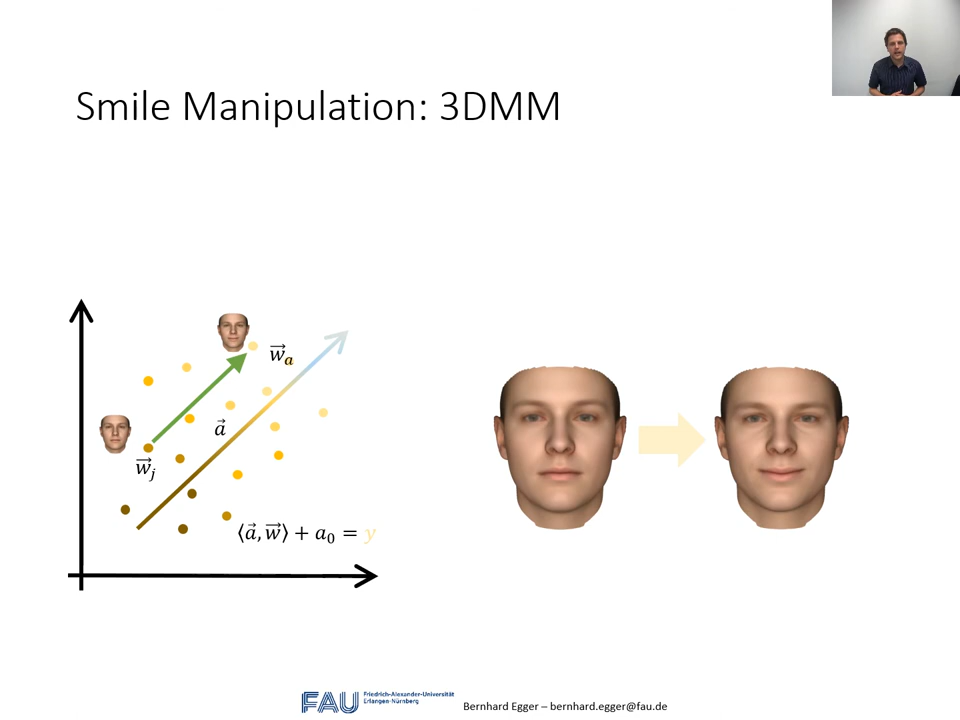 Smile Manipulation: 3DMM
w⃗ₐ
a⃗
w⃗ⱼ
⟨a⃗, w⃗⟩ + a₀ = y
FAU Friedrich-Alexander-Universität
Erlangen-Nürnberg
Bernhard Egger – bernhard.egger@fau.de